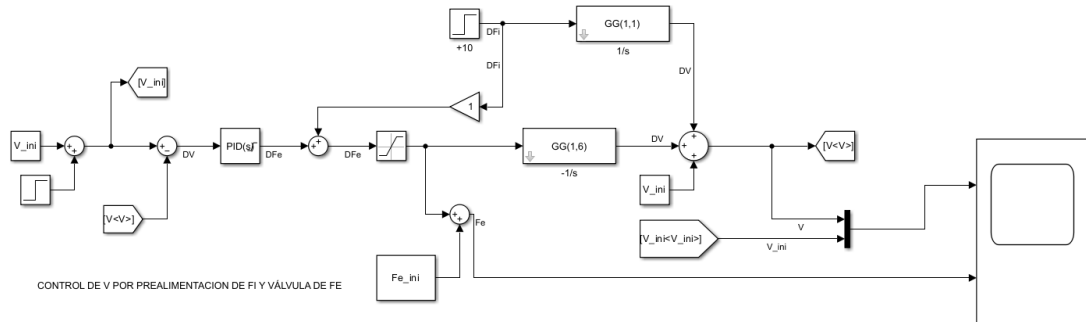 +10
DFi
DFi
GG(1,1)
1/s
DV
[V_ini]
1
V_ini
DV
PID(s)
DFe
DFe
GG(1,6)
-1/s
DV
[V<V>]
V_ini
[V<V>]
Fe
[V_ini<V_ini>]
V
V_ini
Fe_ini
CONTROL DE V POR PREALIMENTACION DE FI Y VÁLVULA DE FE